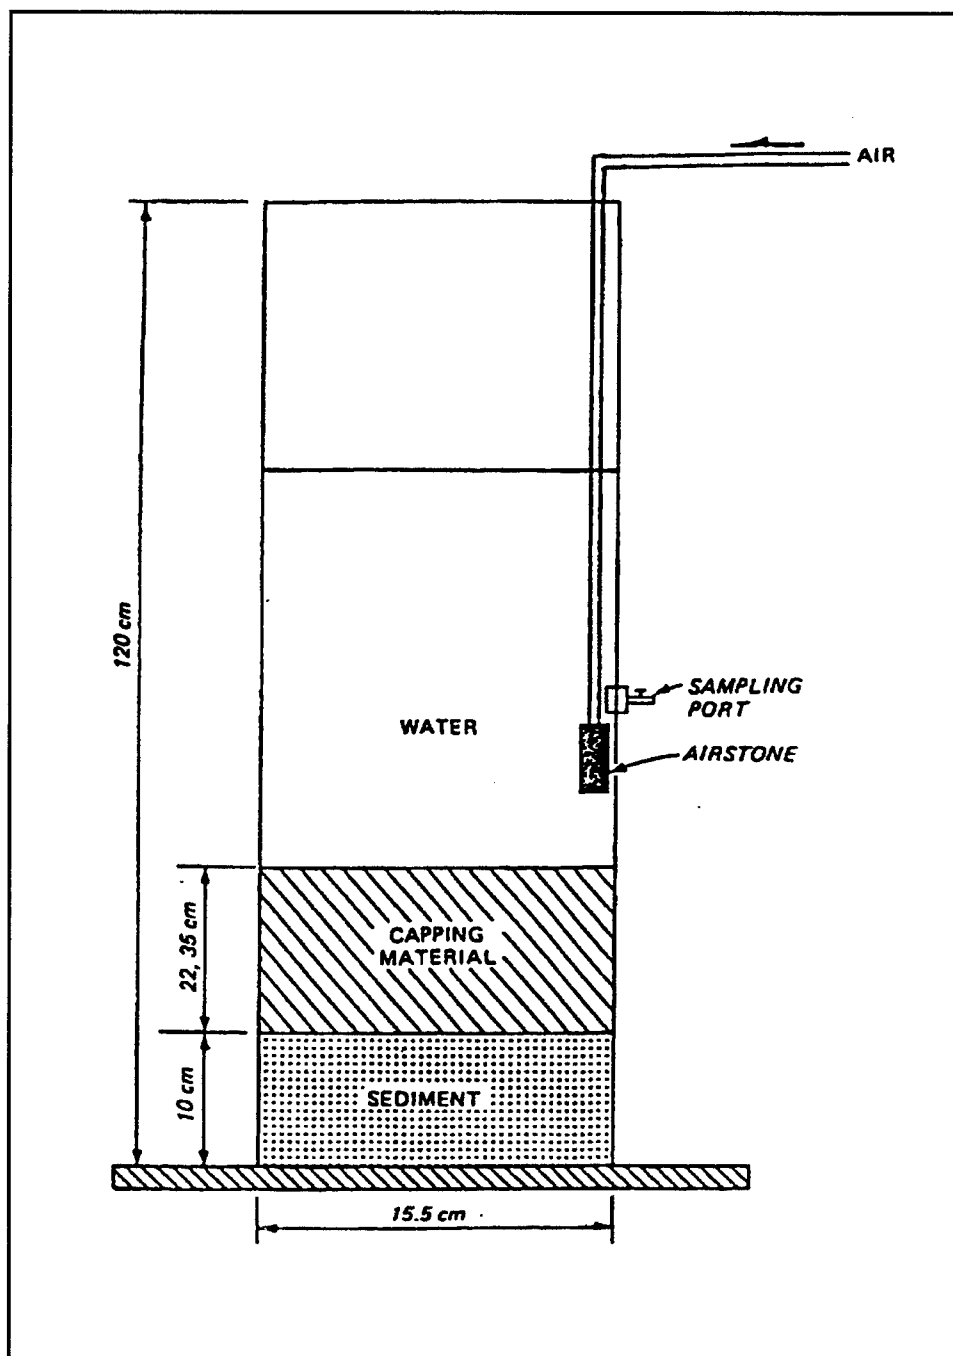 AIR
120 cm
SAMPLING
PORT
WATER
AIRSTONE
22, 35 cm
CAPPING
MATERIAL
10 cm
SEDIMENT
15.5 cm